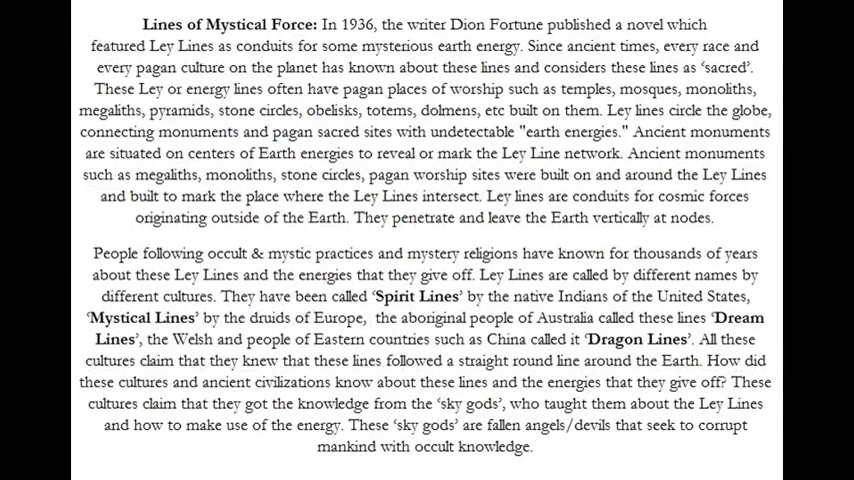 Lines of Mystical Force: In 1936, the writer Dion Fortune published a novel which
featured Ley Lines as conduits for some mysterious earth energy. Since ancient times, every race and
every pagan culture on the planet has known about these lines and considers these lines as ‘sacred’.
These Ley or energy lines often have pagan places of worship such as temples, mosques, monoliths,
megaliths, pyramids, stone circles, obelisks, totems, dolmens, etc built on them. Ley lines circle the globe,
connecting monuments and pagan sacred sites with undetectable "earth energies." Ancient monuments
are situated on centers of Earth energies to reveal or mark the Ley Line network. Ancient monuments
such as megaliths, monoliths, stone circles, pagan worship sites were built on and around the Ley Lines
and built to mark the place where the Ley Lines intersect. Ley lines are conduits for cosmic forces
originating outside of the Earth. They penetrate and leave the Earth vertically at nodes.
People following occult & mystic practices and mystery religions have known for thousands of years
about these Ley Lines and the energies that they give off. Ley Lines are called by different names by
different cultures. They have been called ‘Spirit Lines’ by the native Indians of the United States,
‘Mystical Lines’ by the druids of Europe, the aboriginal people of Australia called these lines ‘Dream
Lines’, the Welsh and people of Eastern countries such as China called it ‘Dragon Lines’. All these
cultures claim that they knew that these lines followed a straight round line around the Earth. How did
these cultures and ancient civilizations know about these lines and the energies that they give off? These
cultures claim that they got the knowledge from the ‘sky gods’, who taught them about the Ley Lines
and how to make use of the energy. These ‘sky gods’ are fallen angels/devils that seek to corrupt
mankind with occult knowledge.